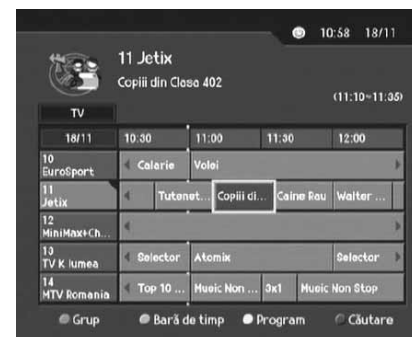 10:58 18/11
11 Jetix
Copiii din Clasa 402
(11:10~11:35)
TV
18/11 10:30 11:00 11:30 12:00
10
EuroSport Calarie Volei
11
Jetix Tutenst... Copiii di... Caine Rau Walter ...
12
MiniMax+Ch...
13
TV K lumea Selector Atomix Selector
14
MTV Romania Top 10 ... Music Non ... 3x1 Music Non Stop
Grup Bară de timp Program Căutare